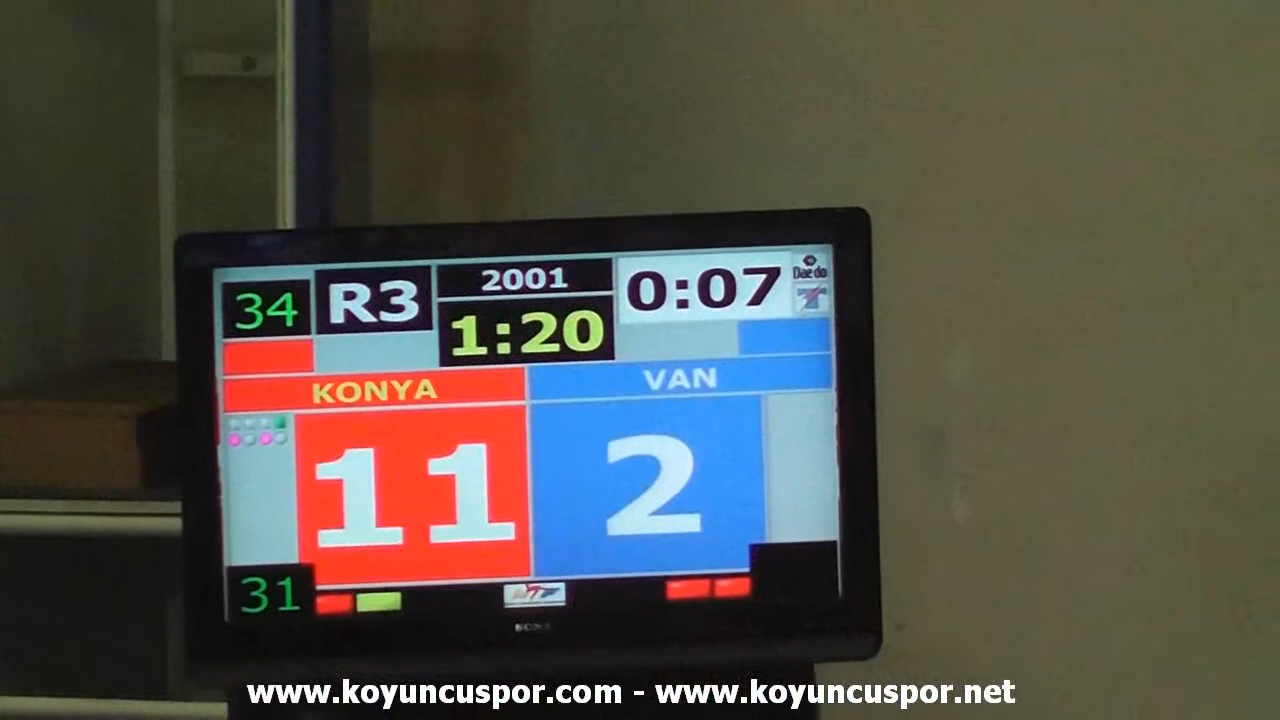 34 R3 2001 0:07
Daedo
1:20
KONYA VAN
11 2
31
SONY
www.koyuncuspor.com - www.koyuncuspor.net